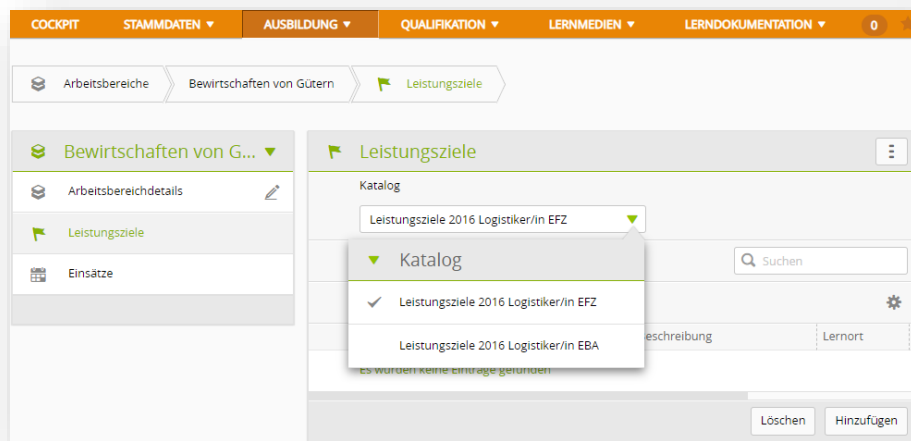 COCKPIT STAMMDATEN AUSBILDUNG QUALIFIKATION LERNMEDIEN LERNDOKUMENTATION 0
Arbeitsbereiche Bewirtschaften von Gütern Leistungsziele
Bewirtschaften von G...
Arbeitsbereichdetails
Leistungsziele
Einsätze
Leistungsziele
Katalog
Leistungsziele 2016 Logistiker/in EFZ
Katalog
Suchen
Leistungsziele 2016 Logistiker/in EFZ
Leistungsziele 2016 Logistiker/in EBA
eschreibung Lernort
Es wurden keine Einträge gefunden
Löschen Hinzufügen